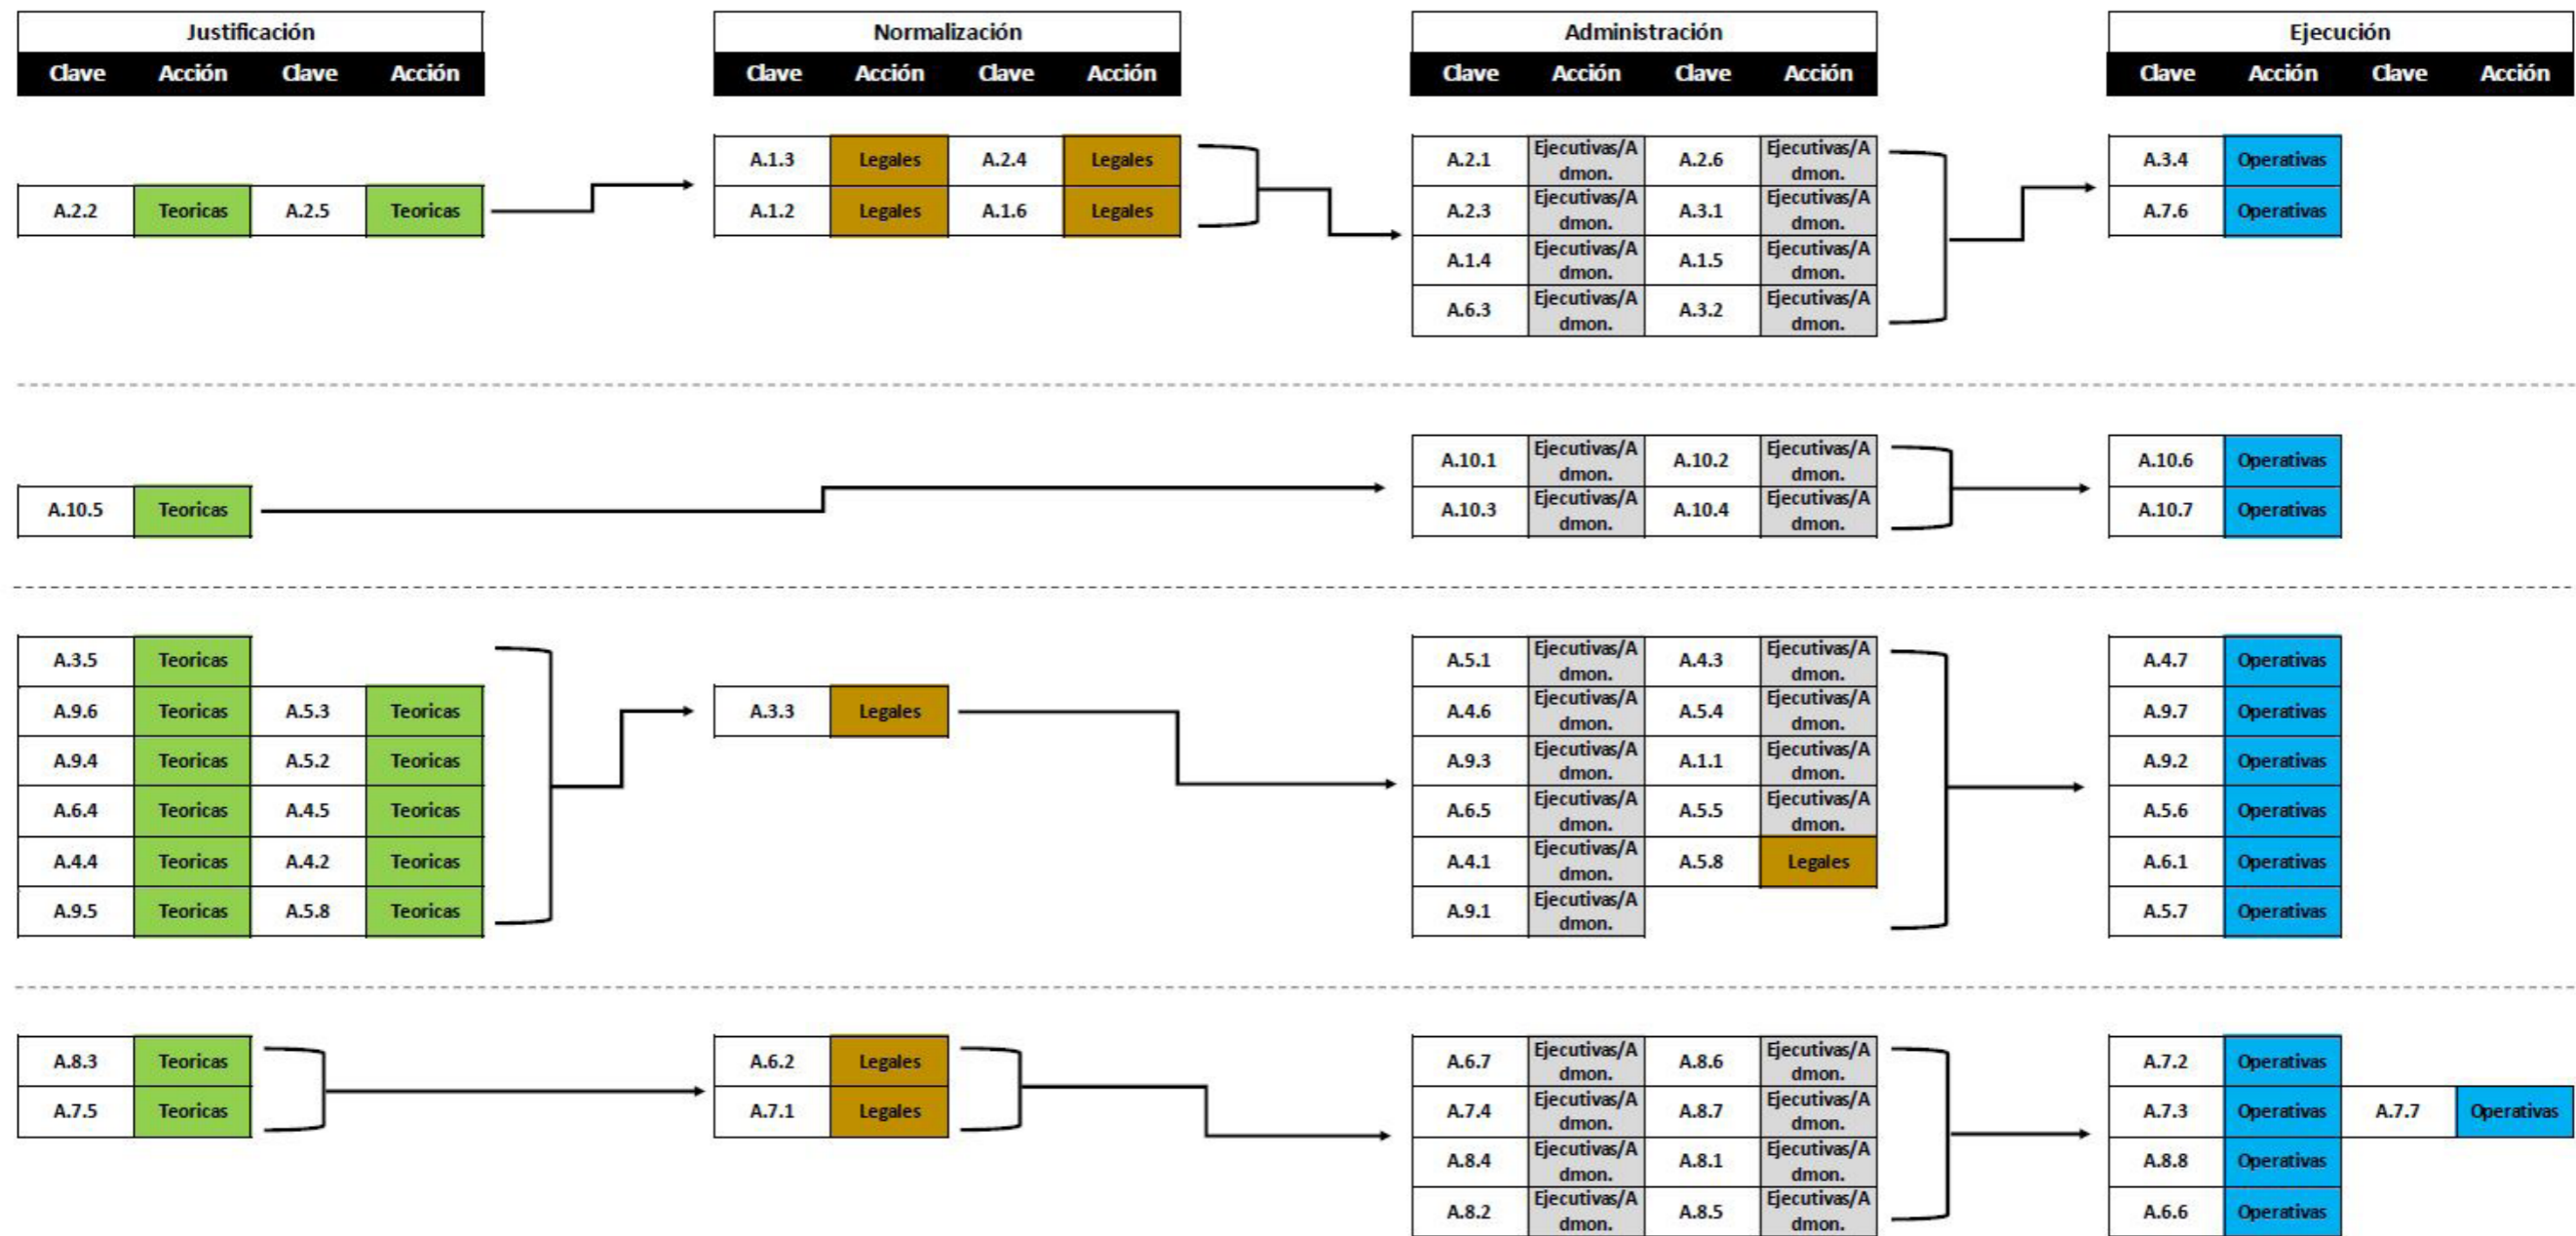 Justificación Normalización Administración Ejecución
Clave Acción Clave Acción Clave Acción Clave Acción Clave Acción Clave Acción Clave Acción Clave Acción
A.1.3 Legales A.2.4 Legales A.2.1 Ejecutivas/A dmon. A.2.6 Ejecutivas/A dmon. A.3.4 Operativas
A.2.2 Teoricas A.2.5 Teoricas A.1.2 Legales A.1.6 Legales A.2.3 Ejecutivas/A dmon. A.3.1 Ejecutivas/A dmon. A.7.6 Operativas
A.1.4 Ejecutivas/A dmon. A.1.5 Ejecutivas/A dmon.
A.6.3 Ejecutivas/A dmon. A.3.2 Ejecutivas/A dmon.
A.10.1 Ejecutivas/A dmon. A.10.2 Ejecutivas/A dmon. A.10.6 Operativas
A.10.5 Teoricas A.10.3 Ejecutivas/A dmon. A.10.4 Ejecutivas/A dmon. A.10.7 Operativas
A.3.5 Teoricas A.5.1 Ejecutivas/A dmon. A.4.3 Ejecutivas/A dmon. A.4.7 Operativas
A.9.6 Teoricas A.5.3 Teoricas A.3.3 Legales A.4.6 Ejecutivas/A dmon. A.5.4 Ejecutivas/A dmon. A.9.7 Operativas
A.9.4 Teoricas A.5.2 Teoricas A.9.3 Ejecutivas/A dmon. A.1.1 Ejecutivas/A dmon. A.9.2 Operativas
A.6.4 Teoricas A.4.5 Teoricas A.6.5 Ejecutivas/A dmon. A.5.5 Ejecutivas/A dmon. A.5.6 Operativas
A.4.4 Teoricas A.4.2 Teoricas A.4.1 Ejecutivas/A dmon. A.5.8 Legales A.6.1 Operativas
A.9.5 Teoricas A.5.8 Teoricas A.9.1 Ejecutivas/A dmon. A.5.7 Operativas
A.8.3 Teoricas A.6.2 Legales A.6.7 Ejecutivas/A dmon. A.8.6 Ejecutivas/A dmon. A.7.2 Operativas
A.7.5 Teoricas A.7.1 Legales A.7.4 Ejecutivas/A dmon. A.8.7 Ejecutivas/A dmon. A.7.3 Operativas A.7.7 Operativas
A.8.4 Ejecutivas/A dmon. A.8.1 Ejecutivas/A dmon. A.8.8 Operativas
A.8.2 Ejecutivas/A dmon. A.8.5 Ejecutivas/A dmon. A.6.6 Operativas